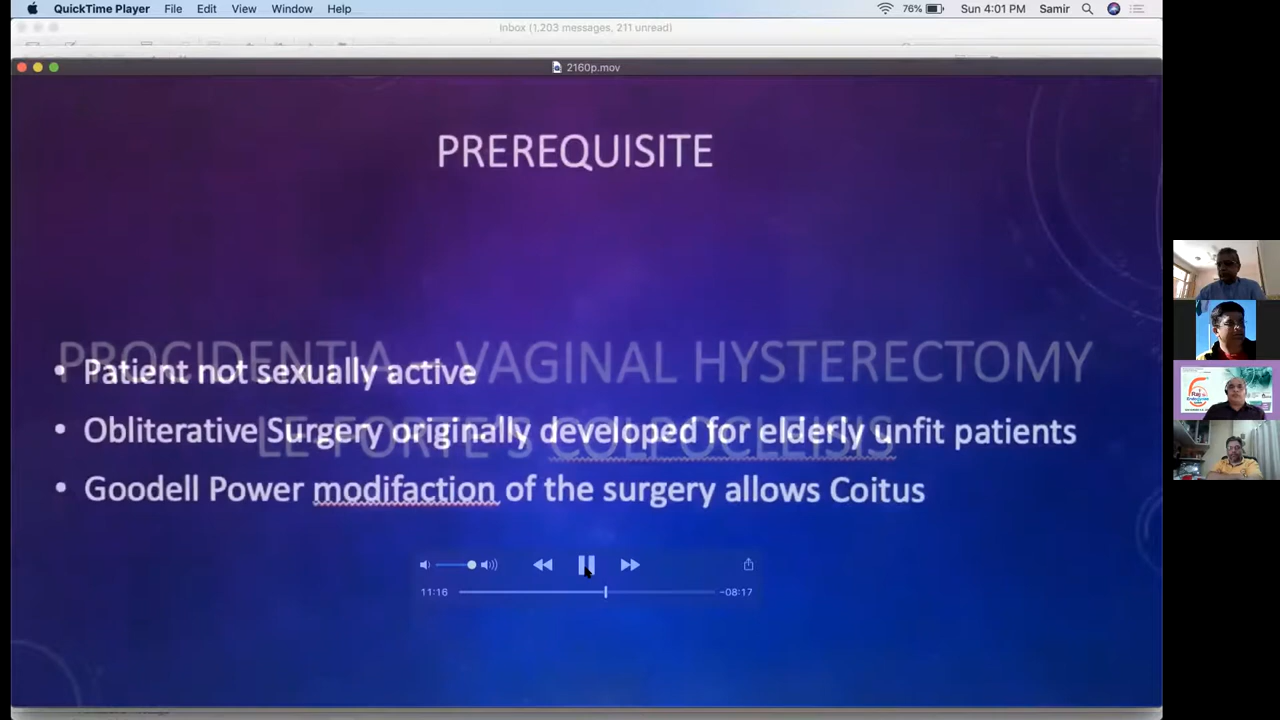 QuickTime Player File Edit View Window Help 76% Sun 4:01 PM Samir
Inbox (1,203 messages, 211 unread)
2160p.mov
PREREQUISITE
PROCIDENTIA – VAGINAL HYSTERECTOMY
• Patient not sexually active
LE-FORTE'S COLPOCLEISIS
• Obliterative Surgery originally developed for elderly unfit patients
• Goodell Power modifaction of the surgery allows Coitus
11:16 -08:17